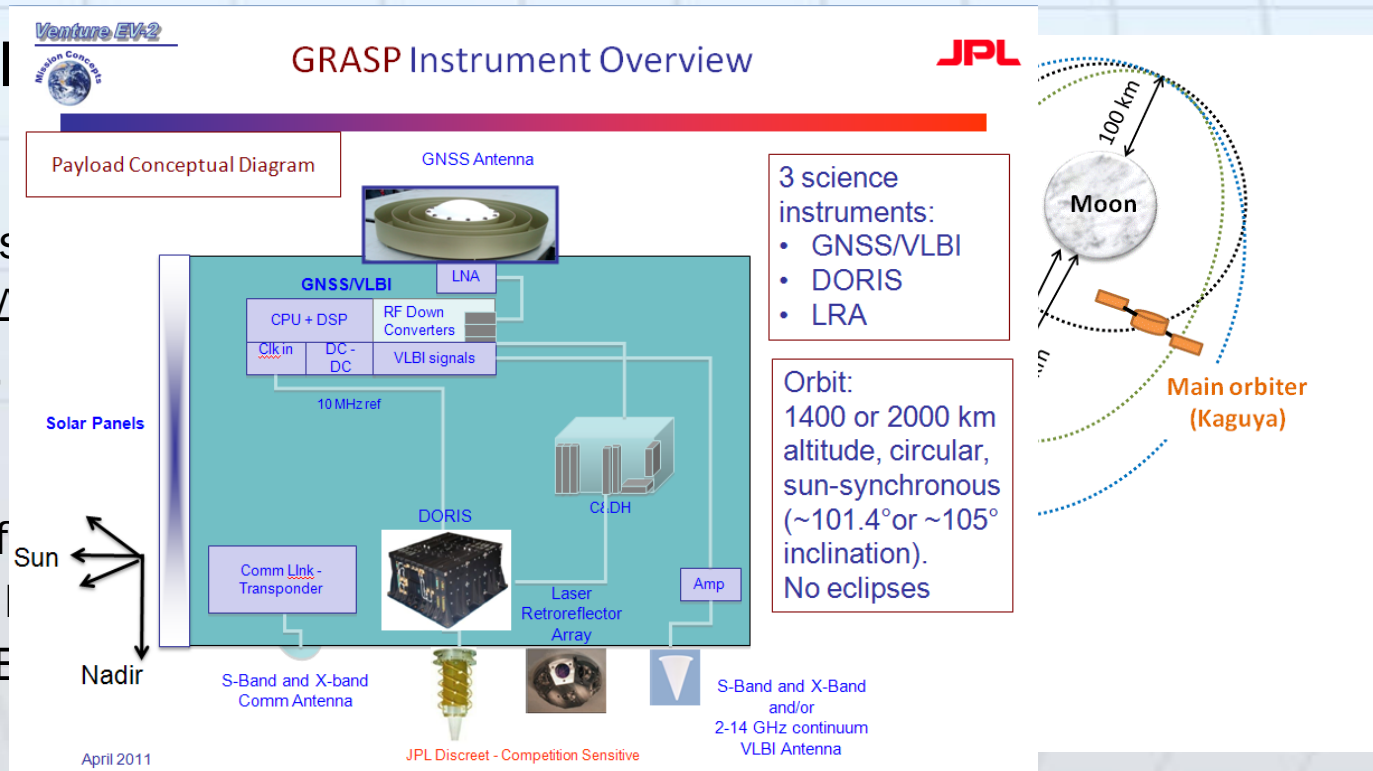 Venture EV-2
Mission Concepts
GRASP Instrument Overview
JPL
Payload Conceptual Diagram
GNSS Antenna
LNA
GNSS/VLBI
CPU + DSP
RF Down
Converters
Clk in
DC -
DC
VLBI signals
10 MHz ref
Solar Panels
C&DH
DORIS
Comm LInk -
Transponder
Laser
Retroreflector
Array
Amp
Sun
Nadir
S-Band and X-band
Comm Antenna
S-Band and X-Band
and/or
2-14 GHz continuum
VLBI Antenna
April 2011
JPL Discreet - Competition Sensitive
3 science
instruments:
• GNSS/VLBI
• DORIS
• LRA
Orbit:
1400 or 2000 km
altitude, circular,
sun-synchronous
(~101.4°or ~105°
inclination).
No eclipses
100 km
Moon
Main orbiter
(Kaguya)